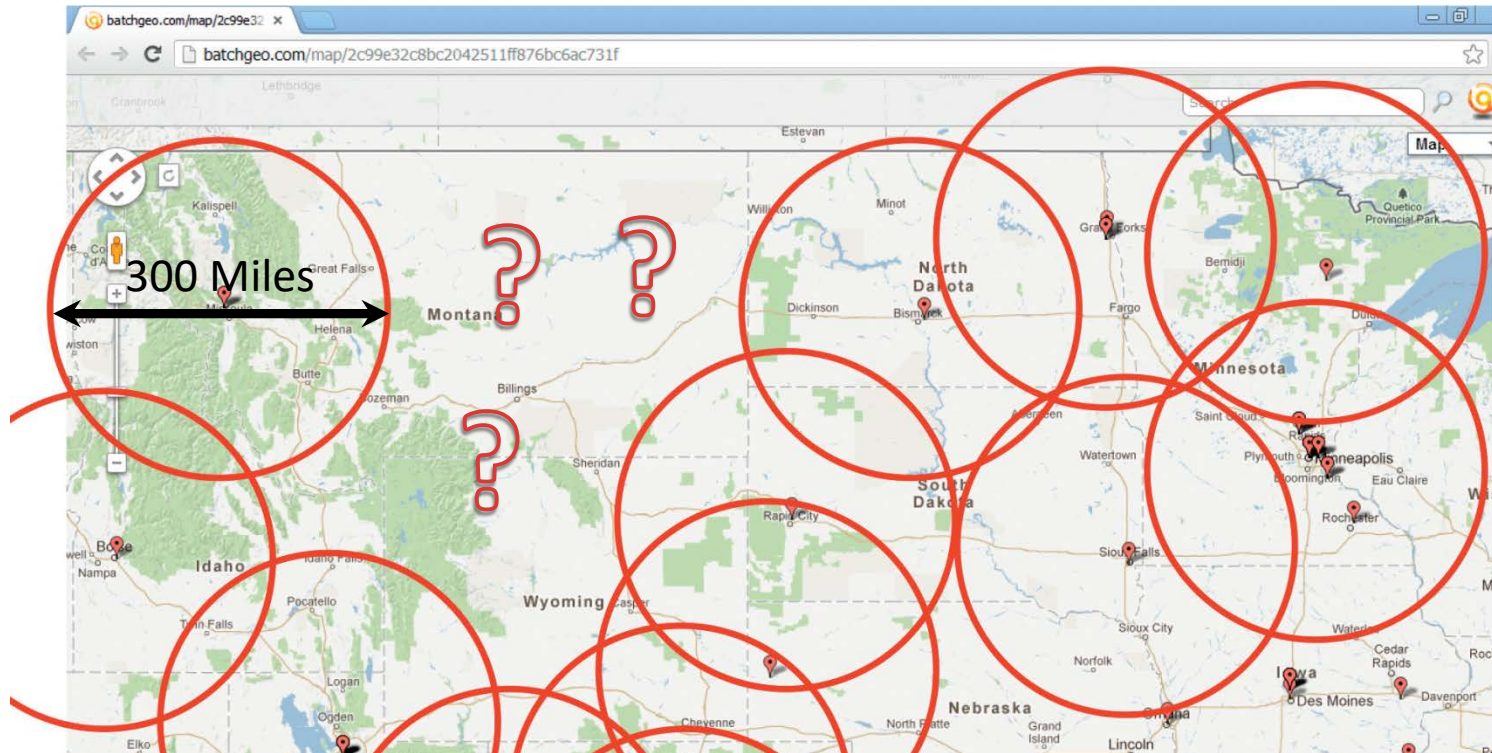 batchgeo.com/map/2c99e32
batchgeo.com/map/2c99e32c8bc2042511ff876bc6ac731f
Cranbrook
Lethbridge
Search
Estevan
Map
Kalispell
Williston
Minot
Grand Forks
Quetico
Provincial Park
? ?
Bemidji
300 Miles
Great Falls
North
Dakota
Montana
Dickinson
Bismarck
Fargo
Duluth
Helena
wiston
Butte
Minnesota
Bozeman
Billings
?
Aberdeen
Saint Cloud
Rapids
Sheridan
Watertown
Plymouth
Minneapolis
Bloomington
Eau Claire
South
Dakota
Rapid City
Rochester
Boise
Nampa
Idaho
Idaho Falls
Sioux Falls
Pocatello
Wyoming
Casper
Twin Falls
Sioux City
Waterloo
Norfolk
Cedar
Rapids
Iowa
Logan
Des Moines
Davenport
Ogden
Nebraska
Cheyenne
North Platte
Grand
Island
Omaha
Elko
Lincoln